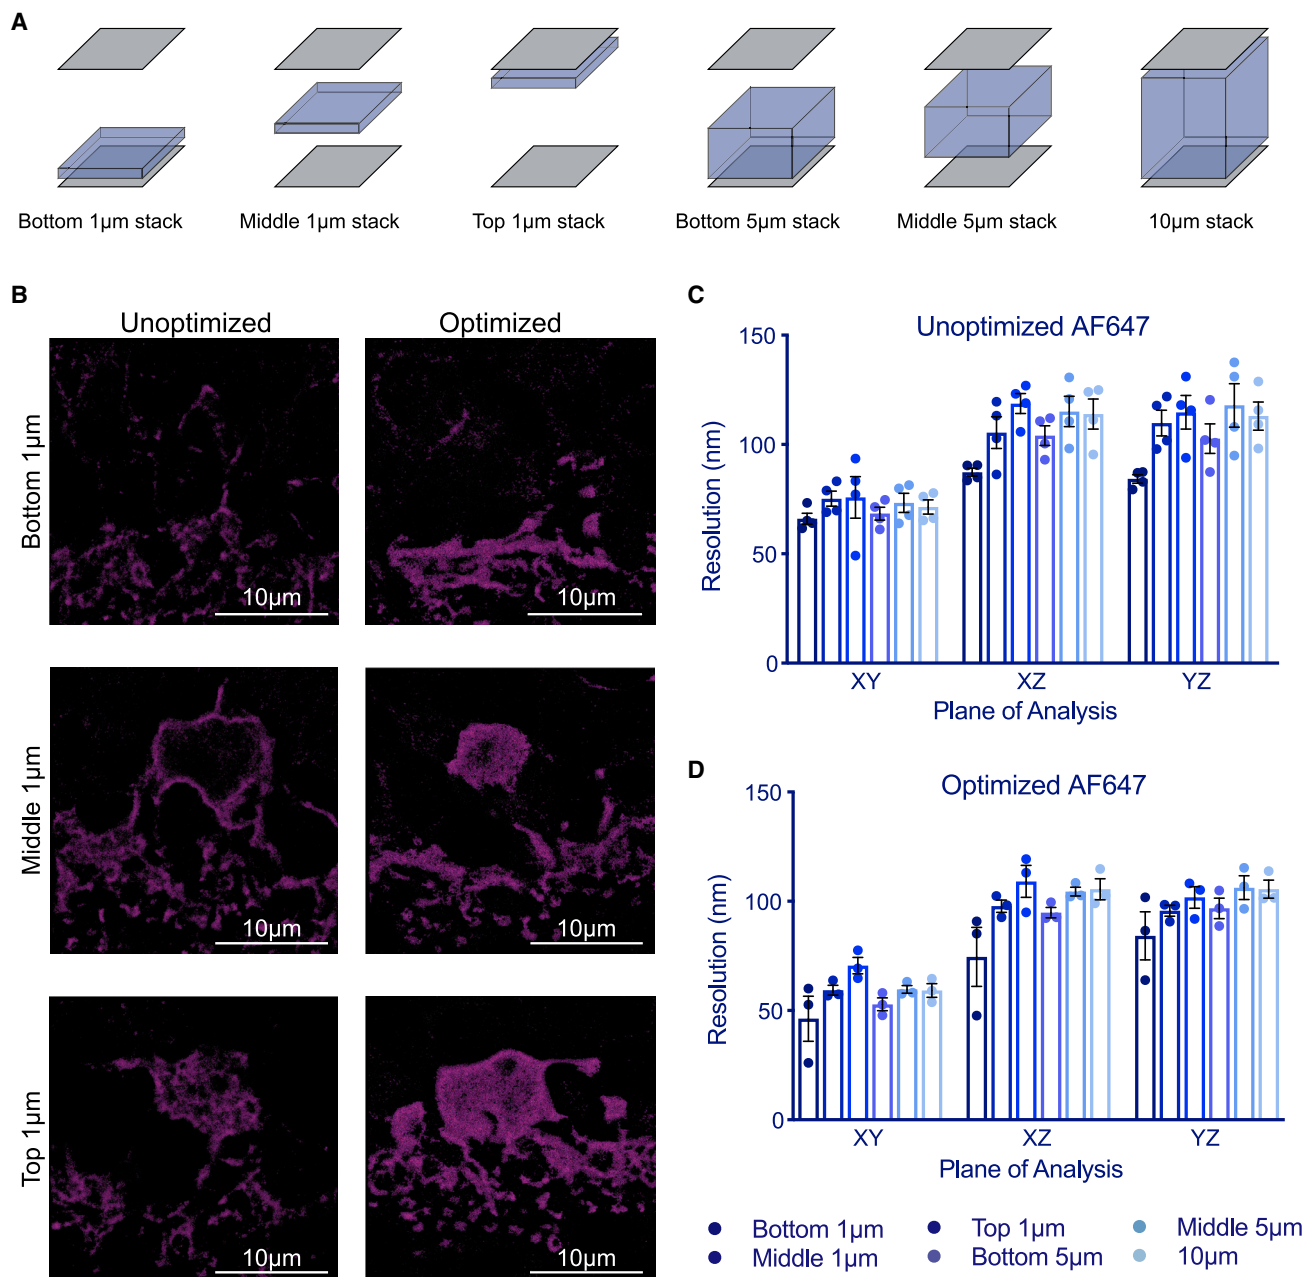 A
Bottom 1µm stack
Middle 1µm stack
Top 1µm stack
Bottom 5µm stack
Middle 5µm stack
10µm stack
B
Unoptimized
Optimized
Bottom 1µm
10µm
10µm
Middle 1µm
10µm
10µm
Top 1µm
10µm
10µm
C
Unoptimized AF647
Resolution (nm)
150
100
50
0
XY
XZ
YZ
Plane of Analysis
D
Optimized AF647
Resolution (nm)
150
100
50
0
XY
XZ
YZ
Plane of Analysis
Bottom 1µm
Top 1µm
Middle 5µm
Middle 1µm
Bottom 5µm
10µm